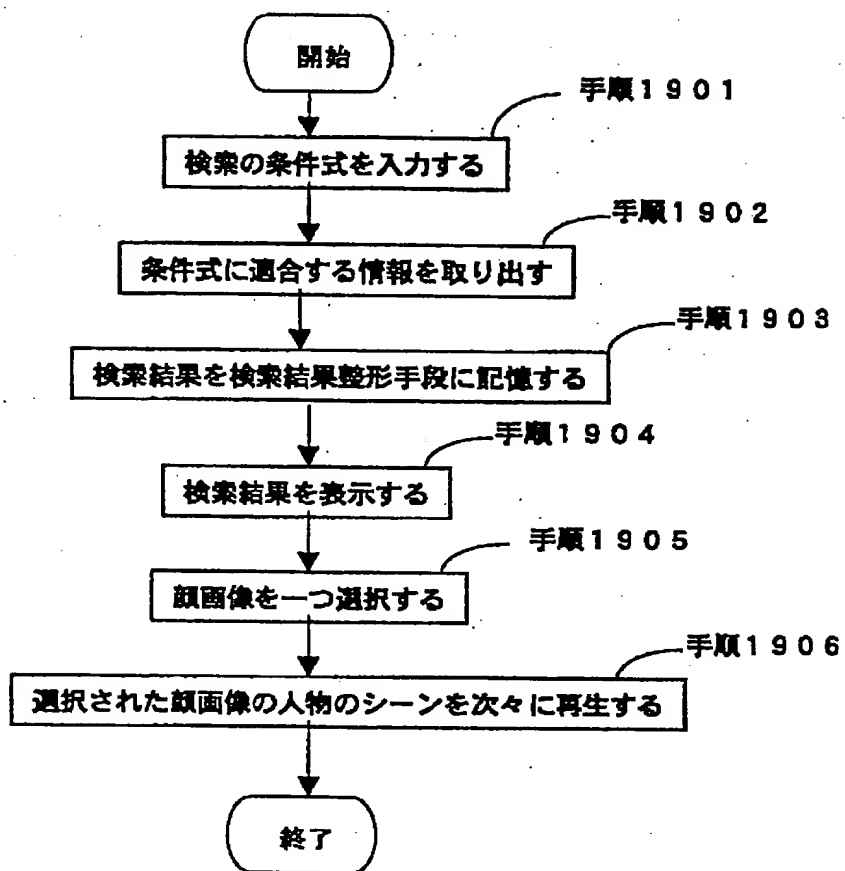 開始
手順1901
検索の条件式を入力する
手順1902
条件式に適合する情報を取り出す
手順1903
検索結果を検索結果整形手段に記憶する
手順1904
検索結果を表示する
手順1905
顔画像を一つ選択する
手順1906
選択された顔画像の人物のシーンを次々に再生する
終了